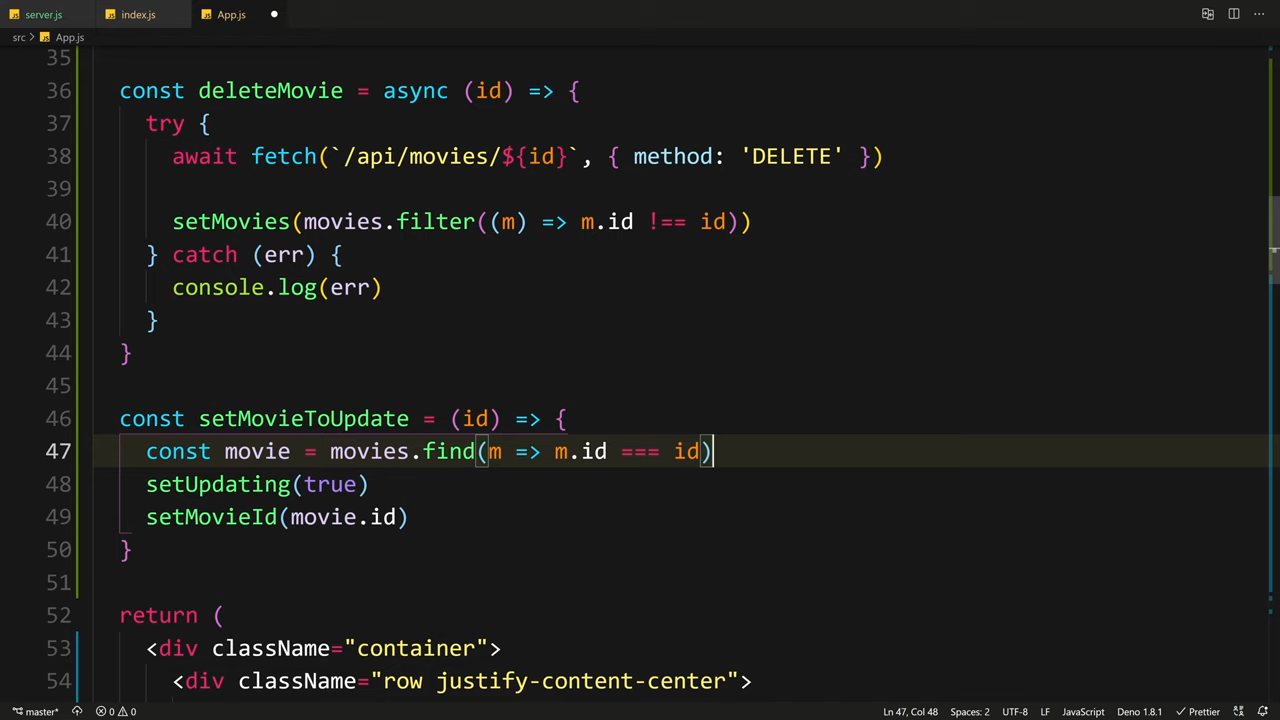 server.js index.js App.js
src > App.js
35
36 const deleteMovie = async (id) => {
37 try {
38 await fetch(`/api/movies/${id}`, { method: 'DELETE' })
39
40 setMovies(movies.filter((m) => m.id !== id))
41 } catch (err) {
42 console.log(err)
43 }
44 }
45
46 const setMovieToUpdate = (id) => {
47 const movie = movies.find(m => m.id === id)
48 setUpdating(true)
49 setMovieId(movie.id)
50 }
51
52 return (
53 <div className="container">
54 <div className="row justify-content-center">
master* 0 0 Ln 47, Col 48 Spaces: 2 UTF-8 LF JavaScript Deno 1.8.1 Prettier